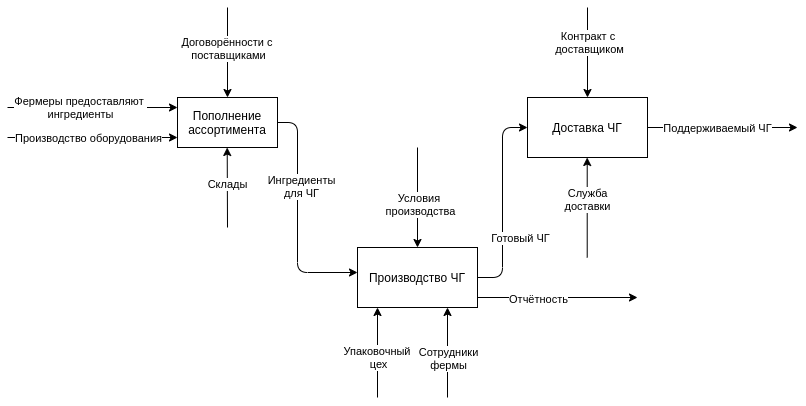 Договорённости с
поставщиками
Контракт с
доставщиком
Фермеры предоставляют
ингредиенты
Производство оборудования
Пополнение
ассортимента
Доставка ЧГ
Поддерживаемый ЧГ
Склады
Ингредиенты
для ЧГ
Условия
производства
Служба
доставки
Готовый ЧГ
Производство ЧГ
Отчётность
Упаковочный
цех
Сотрудники
фермы